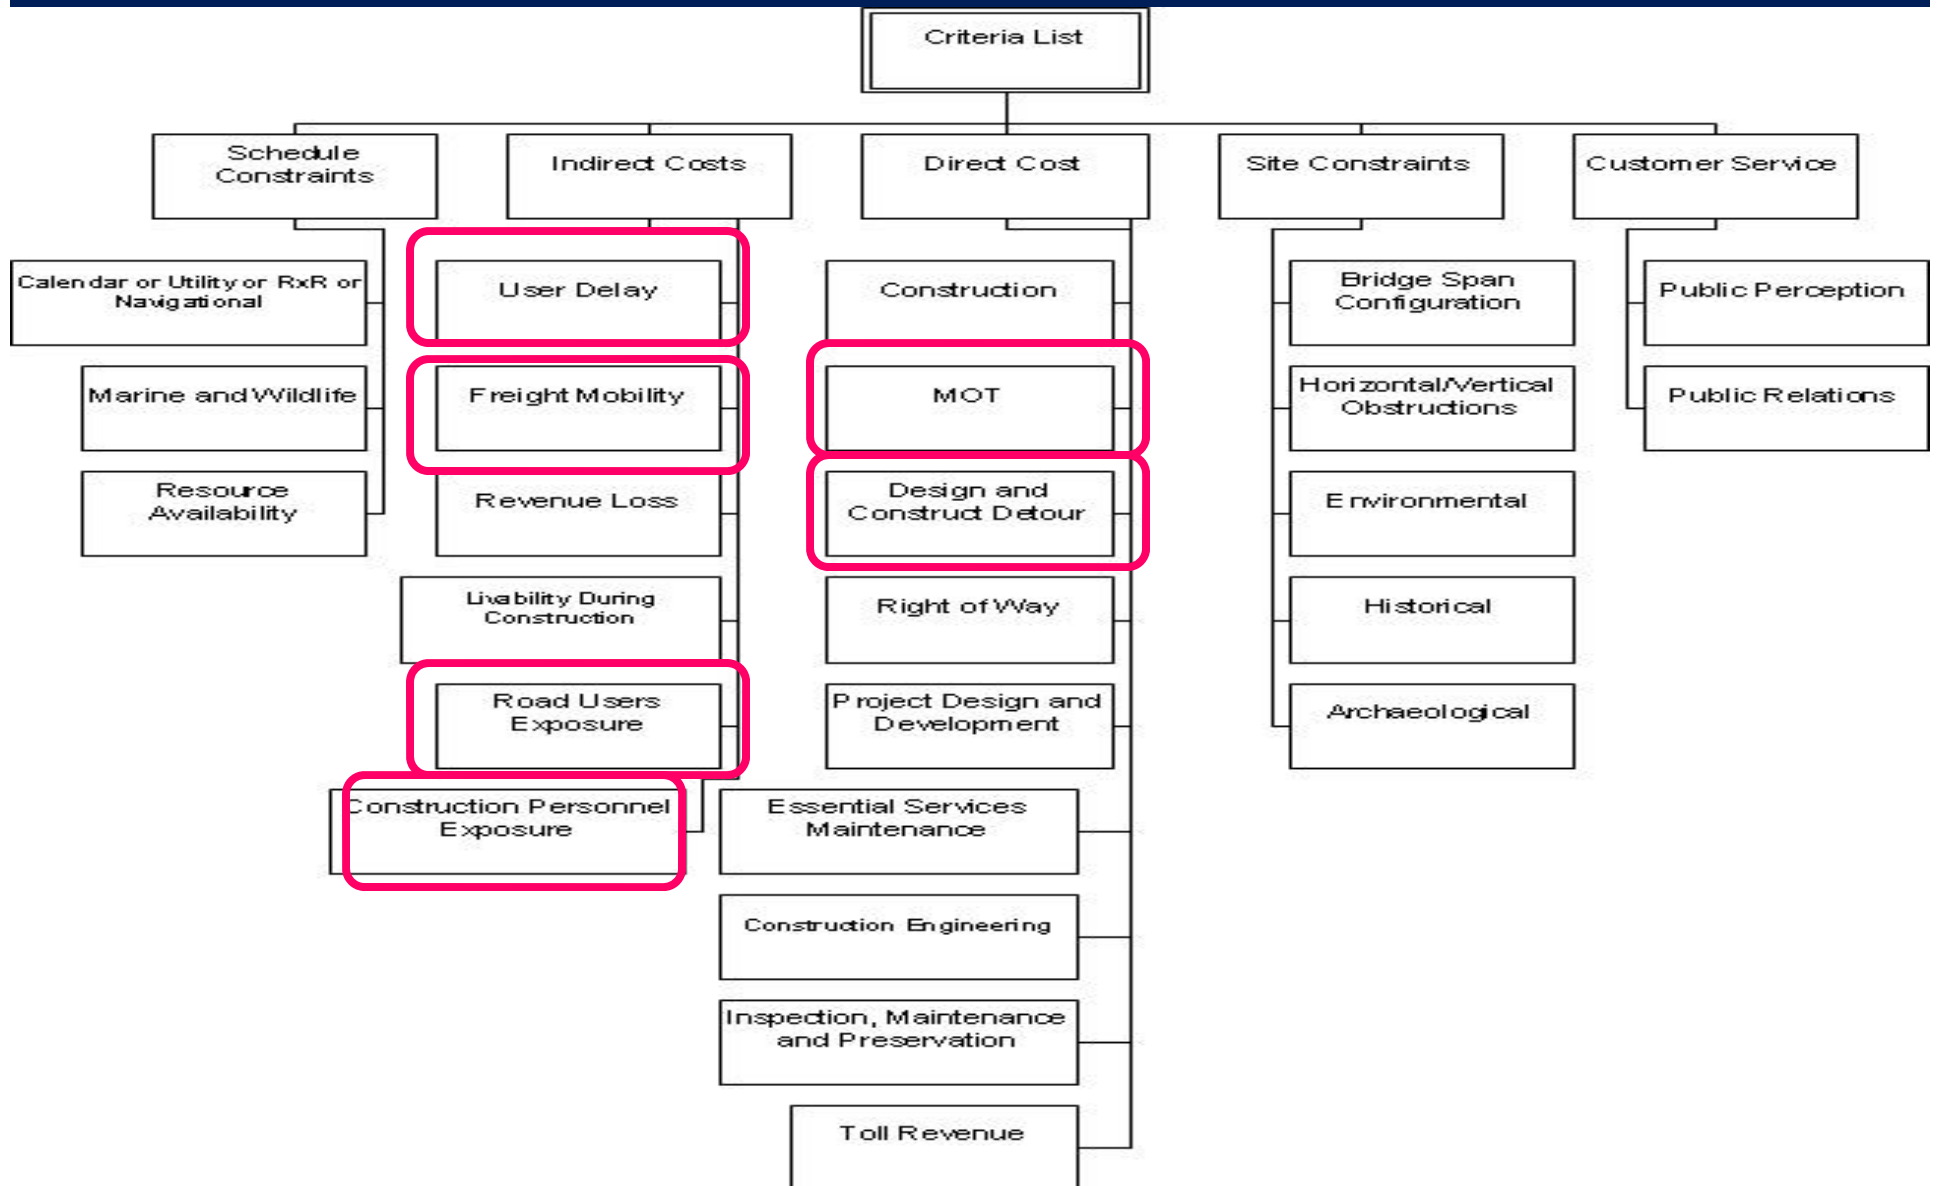 Criteria List
Schedule
Constraints
Indirect Costs
Direct Cost
Site Constraints
Customer Service
Calendar or Utility or RxR or
Navigational
Marine and Wildlife
Resource
Availability
User Delay
Freight Mobility
Revenue Loss
Livability During
Construction
Road Users
Exposure
Construction Personnel
Exposure
Construction
MOT
Design and
Construct Detour
Right of Way
Project Design and
Development
Essential Services
Maintenance
Construction Engineering
Inspection, Maintenance
and Preservation
Toll Revenue
Bridge Span
Configuration
Horizontal/Vertical
Obstructions
Environmental
Historical
Archaeological
Public Perception
Public Relations